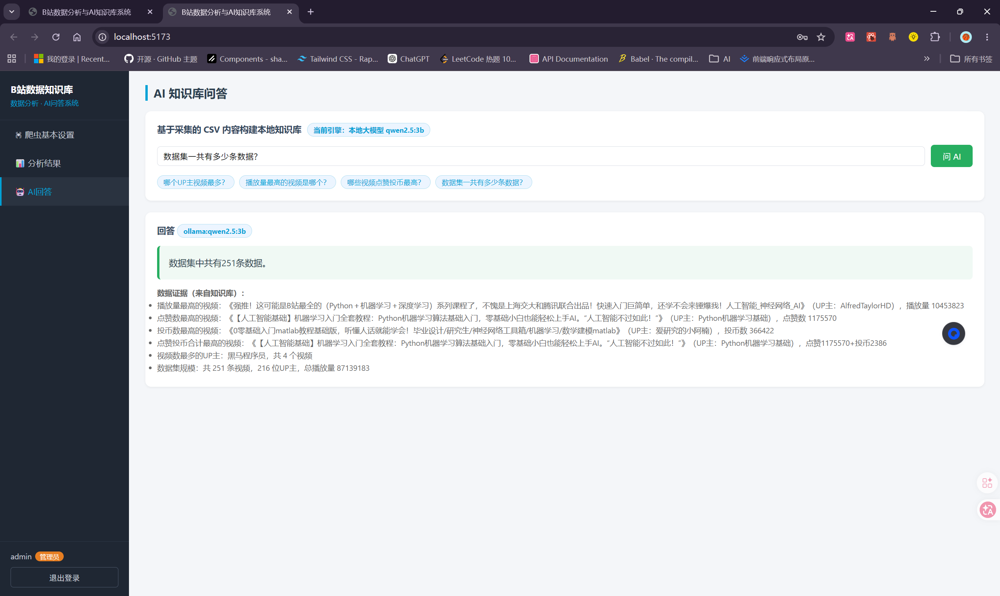 B站数据分析与AI知识库系统
B站数据分析与AI知识库系统
localhost:5173
我的登录 | Recent...
开源 · GitHub 主题
Components - sha...
Tailwind CSS - Rap...
ChatGPT
LeetCode 热题 10...
API Documentation
Babel · The compil...
AI
前端响应式布局原...
所有书签
B站数据知识库
数据分析 · AI问答系统
爬虫基本设置
分析结果
AI回答
admin 管理员
退出登录
AI 知识库问答
基于采集的 CSV 内容构建本地知识库 当前引擎：本地大模型 qwen2.5:3b
数据集一共有多少条数据？ 问 AI
哪个UP主视频最多？ 播放量最高的视频是哪个？ 哪些视频点赞投币最高？ 数据集一共有多少条数据？
回答 ollama:qwen2.5:3b
数据集中共有251条数据。
数据证据（来自知识库）：
播放量最高的视频：《强推！这可能是B站最全的（Python＋机器学习＋深度学习）系列课程了，不愧是上海交大和腾讯联合出品！快速入门巨简单，还学不会来锤爆我！人工智能_神经网络_AI》（UP主：AlfredTaylorHD），播放量 10453823
点赞数最高的视频：《【人工智能基础】机器学习入门全套教程：Python机器学习算法基础入门，零基础小白也能轻松上手AI。“人工智能不过如此！”》（UP主：Python机器学习基础），点赞数 1175570
投币数最高的视频：《0零基础入门matlab教程基础版，听懂人话就能学会！毕业设计/研究生/神经网络工具箱/机器学习/数学建模matlab》（UP主：爱研究的小阿楠），投币数 366422
点赞投币合计最高的视频：《【人工智能基础】机器学习入门全套教程：Python机器学习算法基础入门，零基础小白也能轻松上手AI。“人工智能不过如此！”》（UP主：Python机器学习基础），点赞1175570+投币2386
视频数最多的UP主：黑马程序员，共 4 个视频
数据集规模：共 251 条视频，216 位UP主，总播放量 87139183